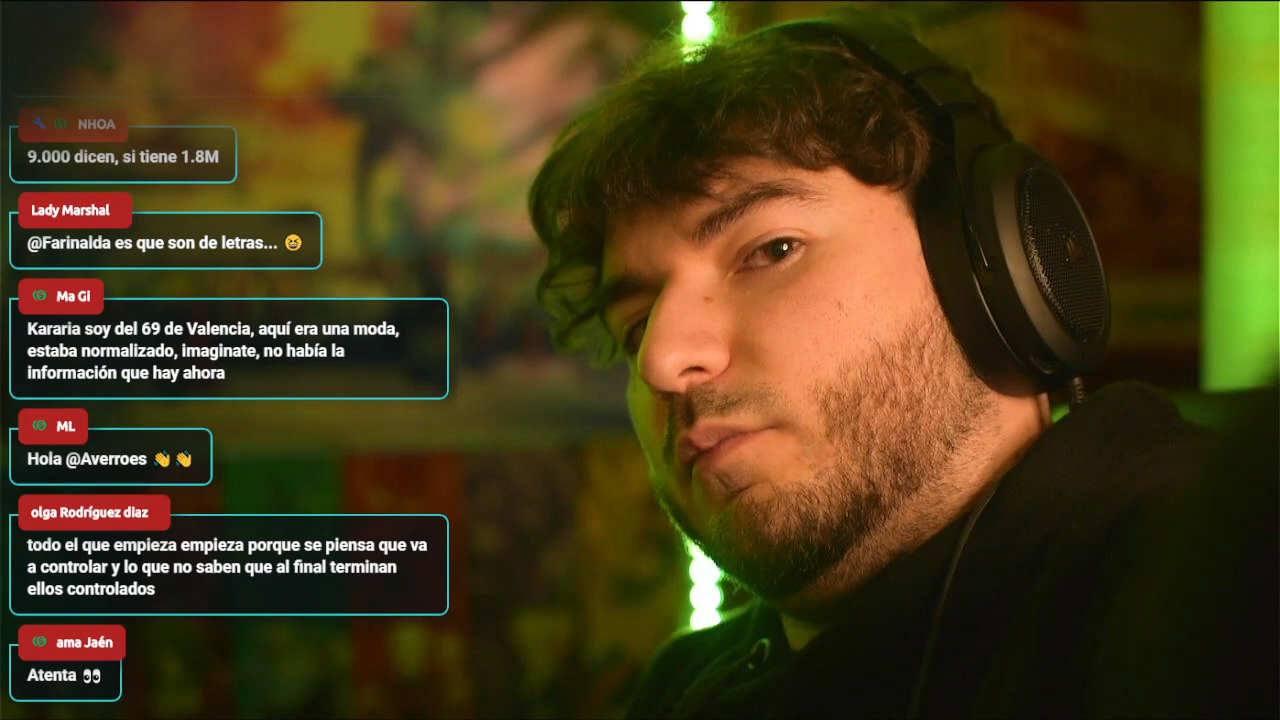 NHOA
9.000 dicen, si tiene 1.8M
Lady Marshal
@Farinalda es que son de letras... 😆
Ma Gi
Kararia soy del 69 de Valencia, aquí era una moda,
estaba normalizado, imaginate, no había la
información que hay ahora
ML
Hola @Averroes 👋👋
olga Rodríguez diaz
todo el que empieza empieza porque se piensa que va
a controlar y lo que no saben que al final terminan
ellos controlados
ama Jaén
Atenta 👀